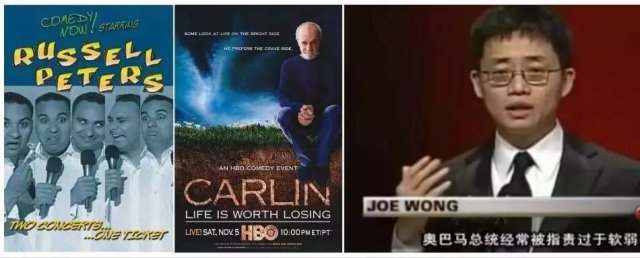 COMEDY
NOW! STARRING
RUSSELL
PETERS
TWO CONCERTS...
...ONE TICKET
SOME LOOK AT LIFE ON THE BRIGHT SIDE.
HE PREFERS THE GRAVE SIDE.
AN HBO COMEDY EVENT
CARLIN
LIFE IS WORTH LOSING
LIVE! SAT, NOV. 5 HBO 10:00PM ET/PT
JOE WONG
奥巴马总统经常被指责过于软弱